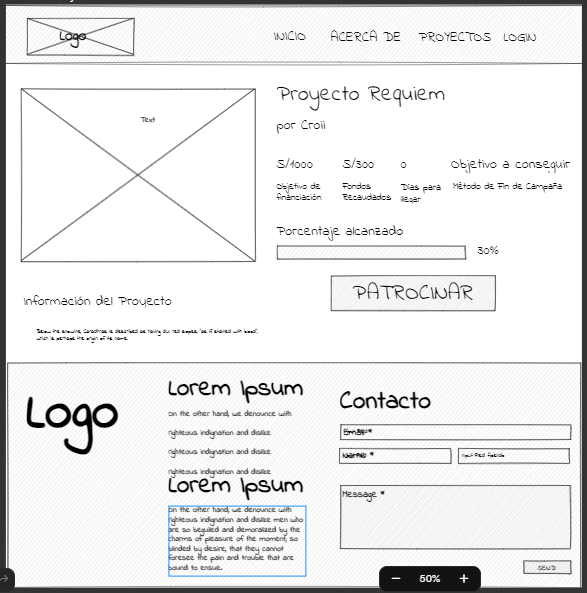 Logo
INICIO ACERCA DE PROYECTOS LOGIN
Text
Proyecto Requiem
por Croii
S/1000 S/300 0 Objetivo a conseguir
Objetivo de financiación
Fondos Recaudados
Días para llegar
Método de Fin de Campaña
Porcentaje alcanzado
30%
PATROCINAR
Información del Proyecto
Below the enquire, Caradhras is described as having dull red slopes, "as if stained with blood",
which is perhaps the origin of its name.
Logo
Lorem Ipsum
on the other hand, we denounce with
righteous indignation and dislike
righteous indignation and dislike
righteous indignation and dislike
Lorem Ipsum
on the other hand, we denounce with
righteous indignation and dislike men who
are so beguiled and demoralized by the
charms of pleasure of the moment, so
blinded by desire, that they cannot
foresee the pain and trouble that are
bound to ensue.
Contacto
Email *
Name *
Message *
SEND
50%